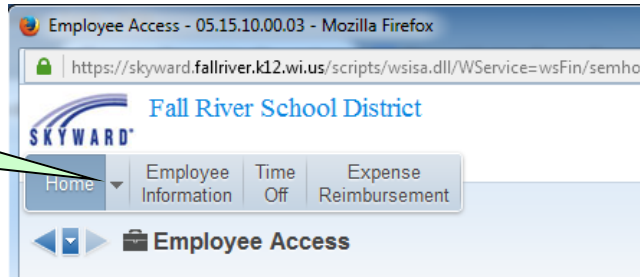 Employee Access - 05.15.10.00.03 - Mozilla Firefox
https://skyward.fallriver.k12.wi.us/scripts/wsisa.dll/WService=wsFin/semho
Fall River School District
SKYWARD
Home
Employee Information
Time Off
Expense Reimbursement
Employee Access